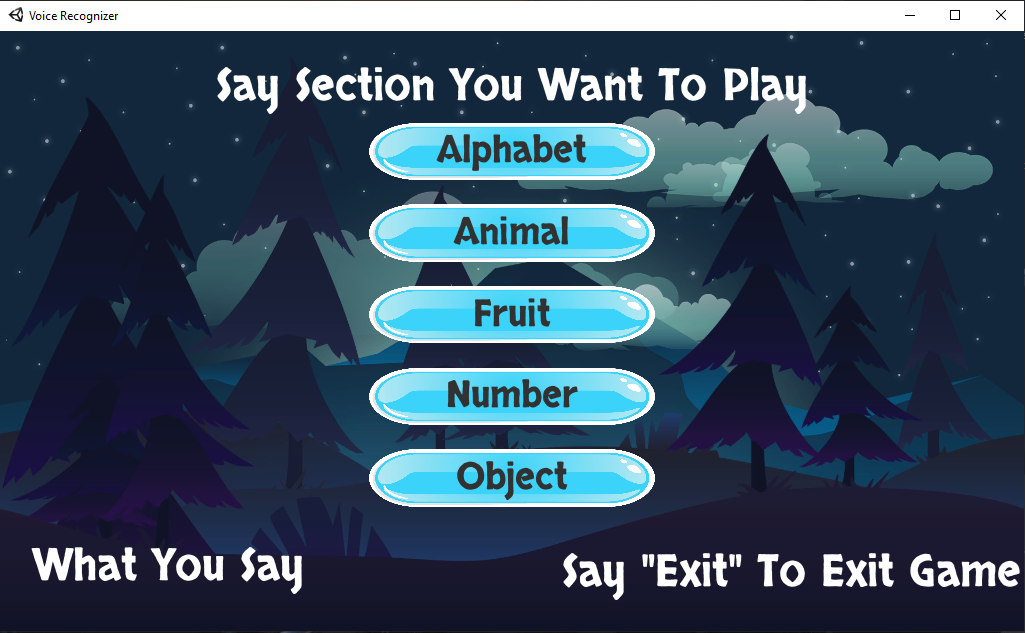 Voice Recognizer
Say Section You Want To Play
Alphabet
Animal
Fruit
Number
Object
What You Say
Say "Exit" To Exit Game